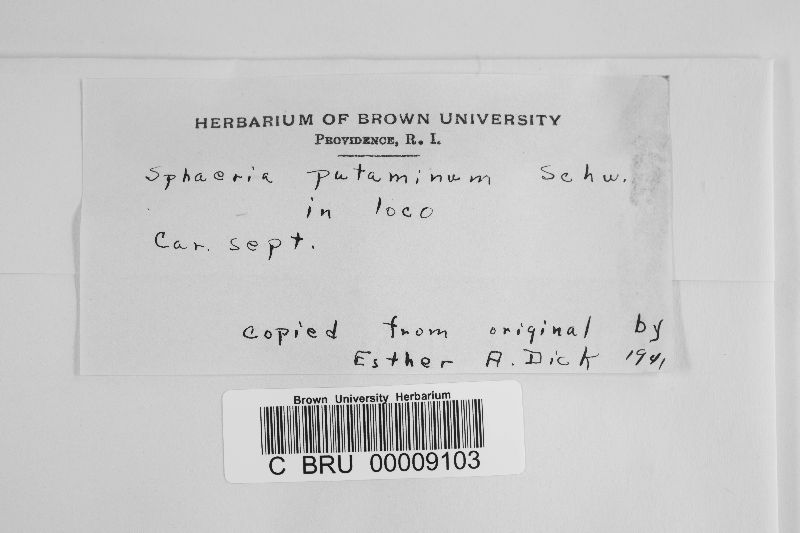 HERBARIUM OF BROWN UNIVERSITY
PROVIDENCE, R. I.
Sphaeria putaminum Schw.
in loco
Car. sept.
copied from original by
Esther A. Dick 1941
Brown University Herbarium
C BRU 00009103